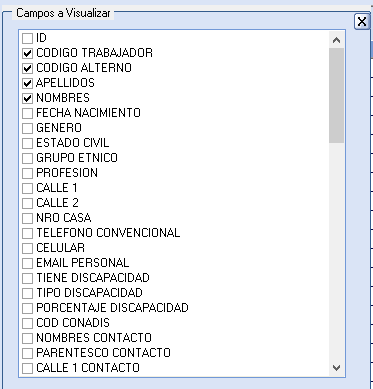 Campos a Visualizar
ID
CODIGO TRABAJADOR
CODIGO ALTERNO
APELLIDOS
NOMBRES
FECHA NACIMIENTO
GENERO
ESTADO CIVIL
GRUPO ETNICO
PROFESION
CALLE 1
CALLE 2
NRO CASA
TELEFONO CONVENCIONAL
CELULAR
EMAIL PERSONAL
TIENE DISCAPACIDAD
TIPO DISCAPACIDAD
PORCENTAJE DISCAPACIDAD
COD CONADIS
NOMBRES CONTACTO
PARENTESCO CONTACTO
CALLE 1 CONTACTO